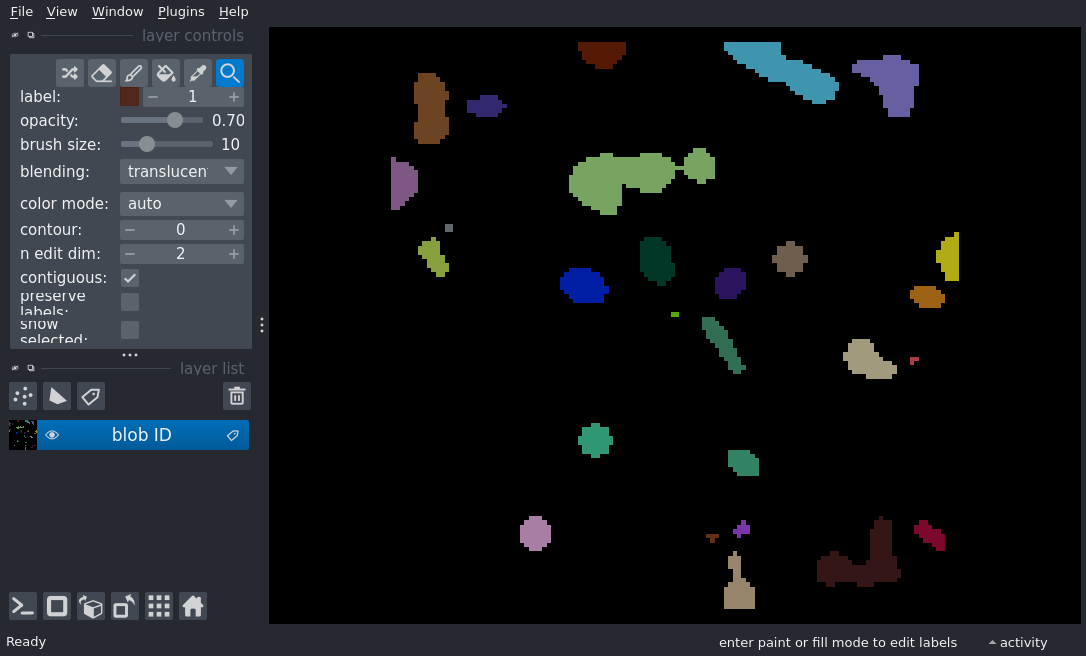 File View Window Plugins Help
layer controls
label: 1
opacity: 0.70
brush size: 10
blending: translucen
color mode: auto
contour: 0
n edit dim: 2
contiguous:
preserve
labels:
show
selected:
layer list
blob ID
Ready
enter paint or fill mode to edit labels
activity